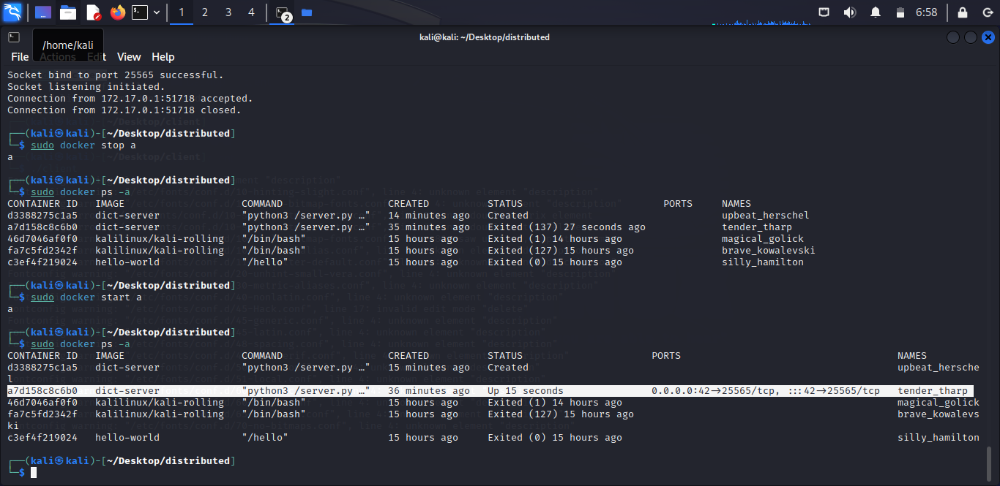 1 2 3 4 2 6:58
kali@kali: ~/Desktop/distributed
/home/kali
File Actions Edit View Help
Socket bind to port 25565 successful.
Socket listening initiated.
Connection from 172.17.0.1:51718 accepted.
Connection from 172.17.0.1:51718 closed.
┌──(kali㉿kali)-[~/Desktop/distributed]
└─$ sudo docker stop a
a
┌──(kali㉿kali)-[~/Desktop/distributed]
└─$ sudo docker ps -a
CONTAINER ID   IMAGE                    COMMAND                  CREATED          STATUS                        PORTS     NAMES
d3388275c1a5   dict-server              "python3 /server.py …"   14 minutes ago   Created                                 upbeat_herschel
a7d158c8c6b0   dict-server              "python3 /server.py …"   35 minutes ago   Exited (137) 27 seconds ago             tender_tharp
46d7046af0f0   kalilinux/kali-rolling   "/bin/bash"              15 hours ago     Exited (1) 14 hours ago                 magical_golick
fa7c5fd2342f   kalilinux/kali-rolling   "/bin/bash"              15 hours ago     Exited (127) 15 hours ago               brave_kowalevski
c3ef4f219024   hello-world              "/hello"                 15 hours ago     Exited (0) 15 hours ago                 silly_hamilton
┌──(kali㉿kali)-[~/Desktop/distributed]
└─$ sudo docker start a
a
┌──(kali㉿kali)-[~/Desktop/distributed]
└─$ sudo docker ps -a
CONTAINER ID   IMAGE                    COMMAND                  CREATED          STATUS                      PORTS                                     NAMES
d3388275c1a5   dict-server              "python3 /server.py …"   15 minutes ago   Created                                                               upbeat_hersche
l
a7d158c8c6b0   dict-server              "python3 /server.py …"   36 minutes ago   Up 15 seconds               0.0.0.0:42->25565/tcp, :::42->25565/tcp   tender_tharp
46d7046af0f0   kalilinux/kali-rolling   "/bin/bash"              15 hours ago     Exited (1) 14 hours ago                                               magical_golick
fa7c5fd2342f   kalilinux/kali-rolling   "/bin/bash"              15 hours ago     Exited (127) 15 hours ago                                             brave_kowalevs
ki
c3ef4f219024   hello-world              "/hello"                 15 hours ago     Exited (0) 15 hours ago                                               silly_hamilton
┌──(kali㉿kali)-[~/Desktop/distributed]
└─$